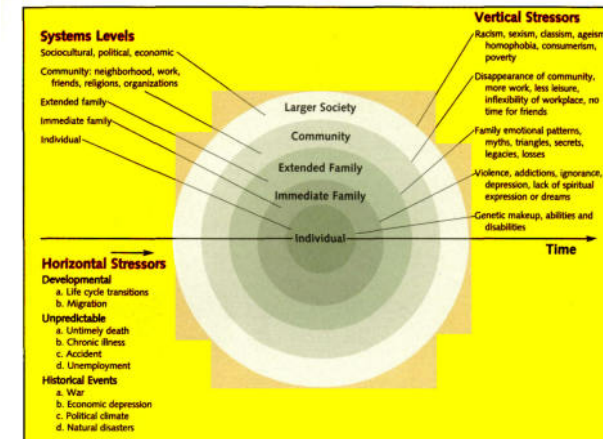 Systems Levels
Sociocultural, political, economic
Community: neighborhood, work,
friends, religions, organizations
Extended family
Immediate family
Individual
Vertical Stressors
Racism, sexism, classism, ageism
homophobia, consumerism,
poverty
Disappearance of community,
more work, less leisure,
inflexibility of workplace, no
time for friends
Family emotional patterns,
myths, triangles, secrets,
legacies, losses
Violence, addictions, ignorance,
depression, lack of spiritual
expression or dreams
Genetic makeup, abilities and
disabilities
Larger Society
Community
Extended Family
Immediate Family
Individual
Time
Horizontal Stressors
Developmental
a. Life cycle transitions
b. Migration
Unpredictable
a. Untimely death
b. Chronic illness
c. Accident
d. Unemployment
Historical Events
a. War
b. Economic depression
c. Political climate
d. Natural disasters